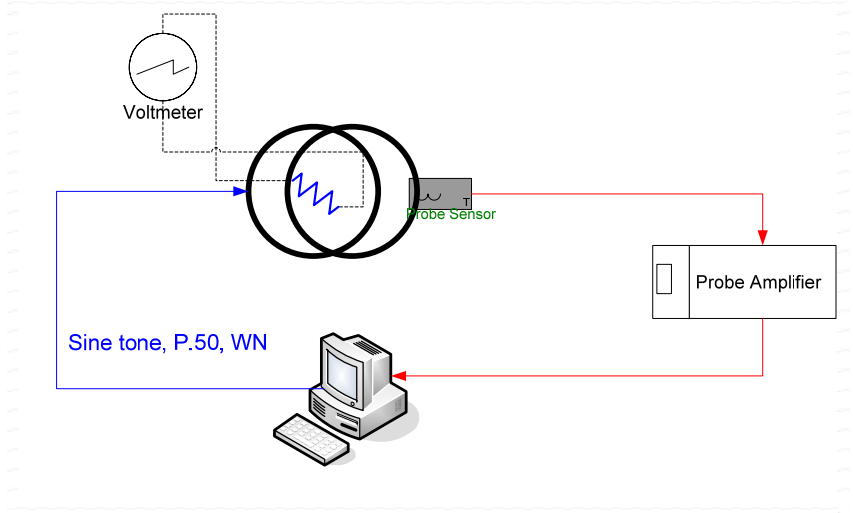 Voltmeter
T
Probe Sensor
Probe Amplifier
Sine tone, P.50, WN